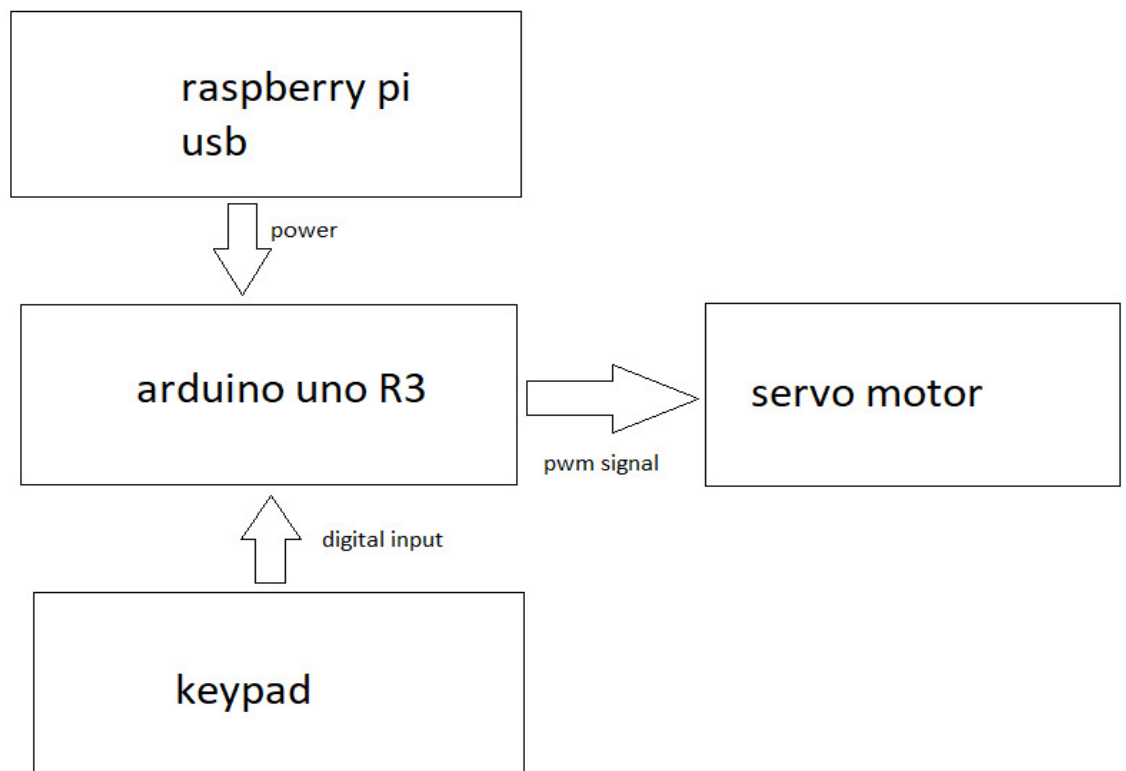 raspberry pi
usb
power
arduino uno R3
servo motor
pwm signal
digital input
keypad